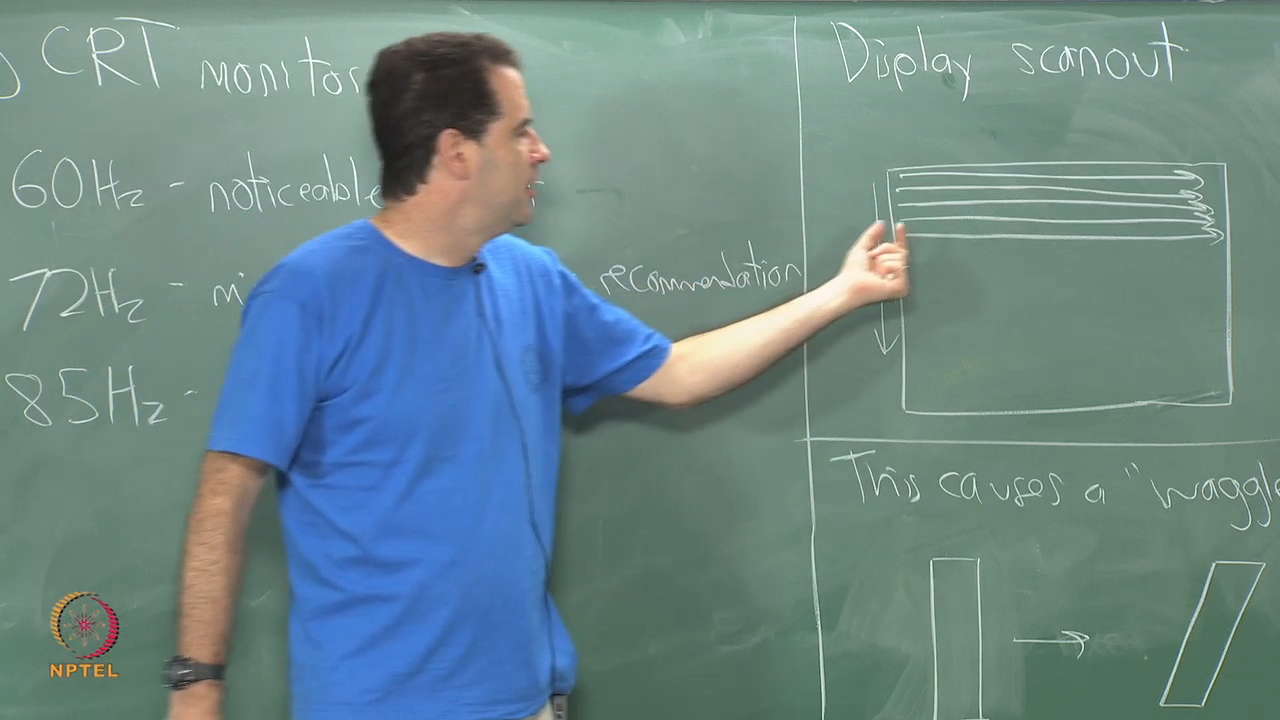 CRT monitor
60Hz - noticeable
72Hz - recommendation
85Hz -
Display scanout
This causes a "waggle
NPTEL